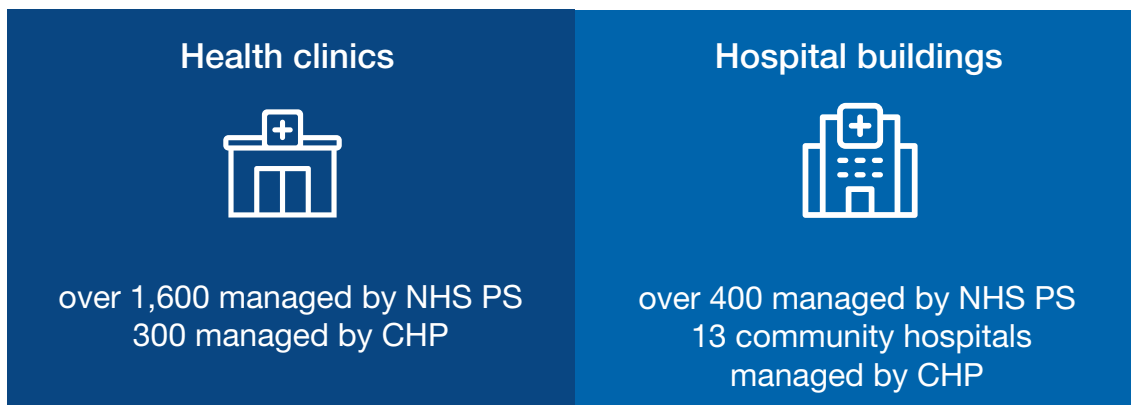 Health clinics
over 1,600 managed by NHS PS
300 managed by CHP
Hospital buildings
over 400 managed by NHS PS
13 community hospitals
managed by CHP